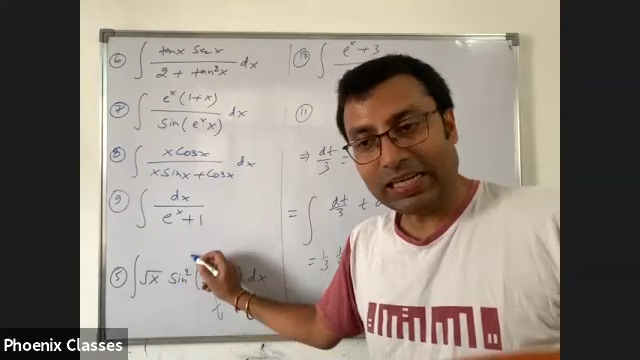 ⑥ ∫ tanx secx / 2 + tan²x dx
⑦ ∫ eˣ(1+x) / Sin(eˣx) dx
⑧ ∫ x Cosx / x Sinx + Cosx dx
⑨ ∫ dx / eˣ+1
⑤ ∫ √x Sin² dx
t
⑩ ∫ eˣ + 3
⑪
⇒ dt/3 =
= ∫ dt/3 t
= 1/3
Phoenix Classes